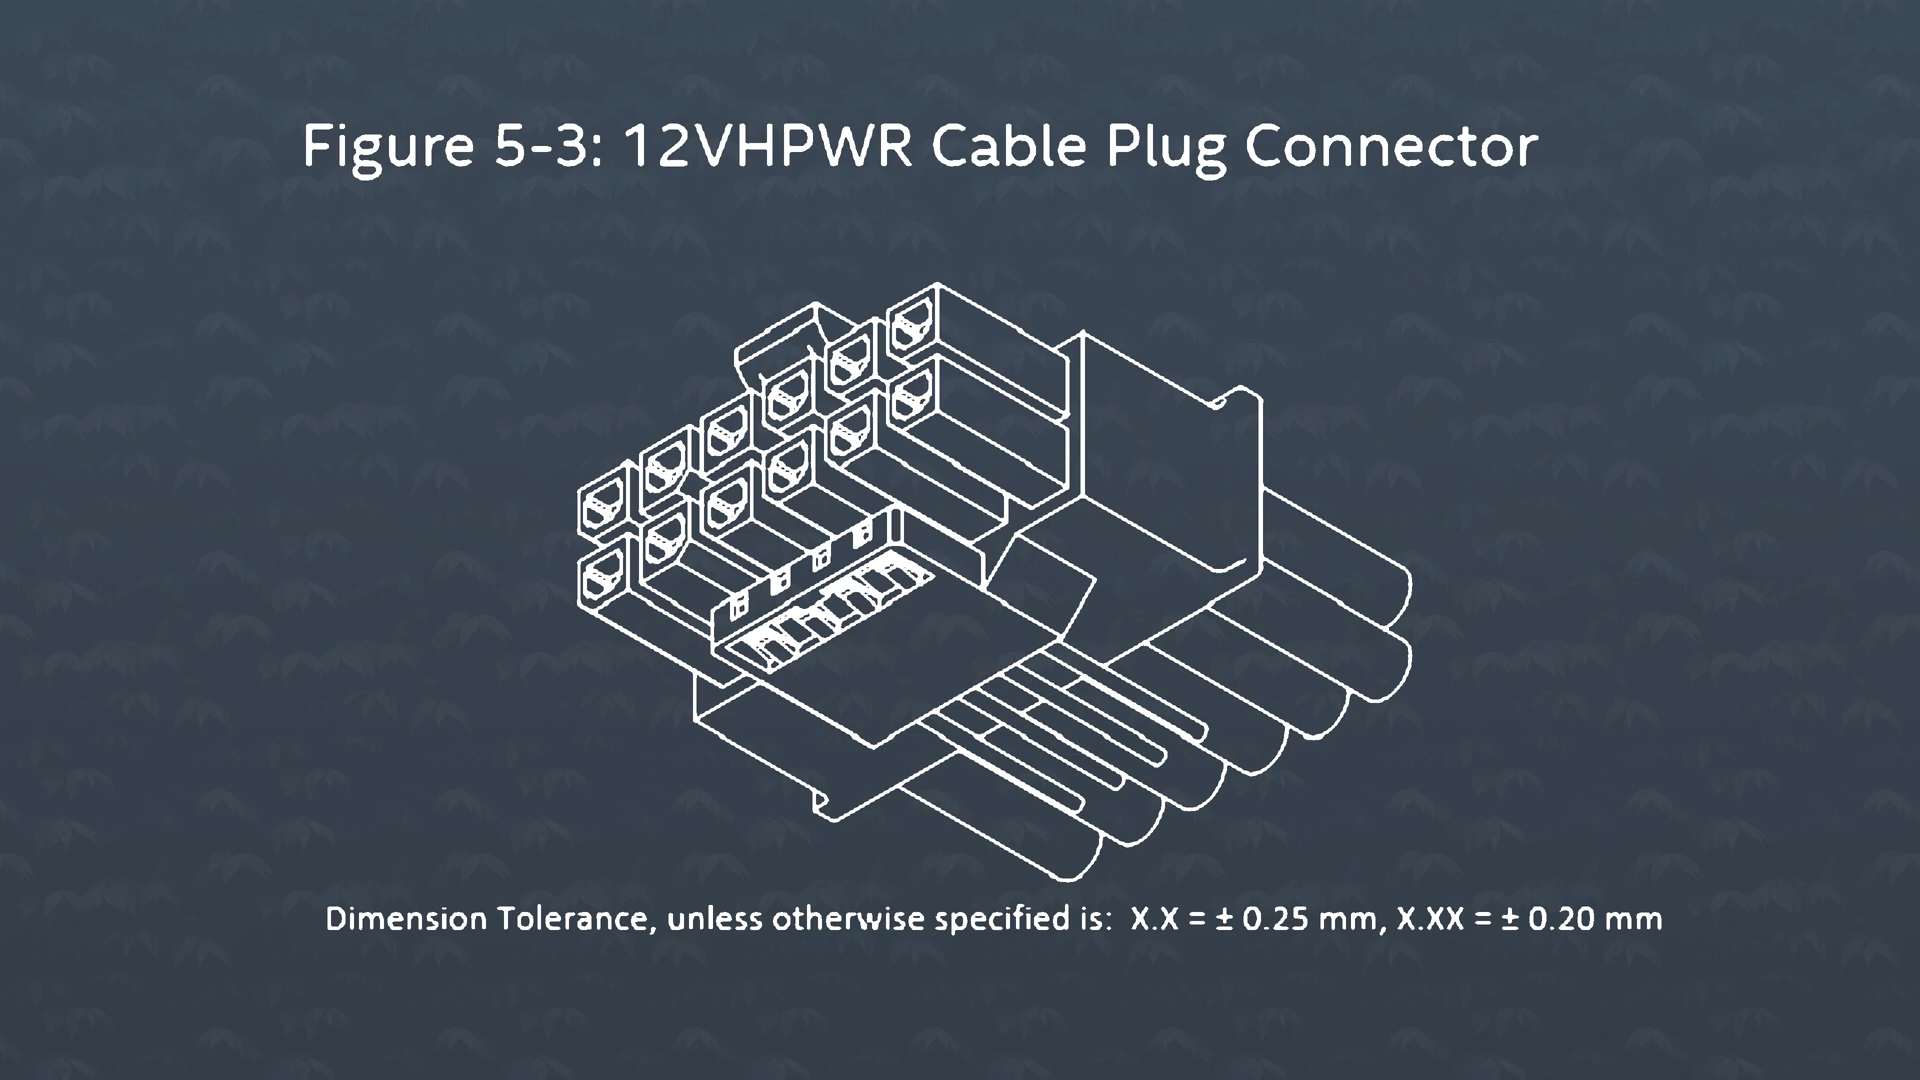 Figure 5-3: 12VHPWR Cable Plug Connector
Dimension Tolerance, unless otherwise specified is: X.X = ± 0.25 mm, X.XX = ± 0.20 mm